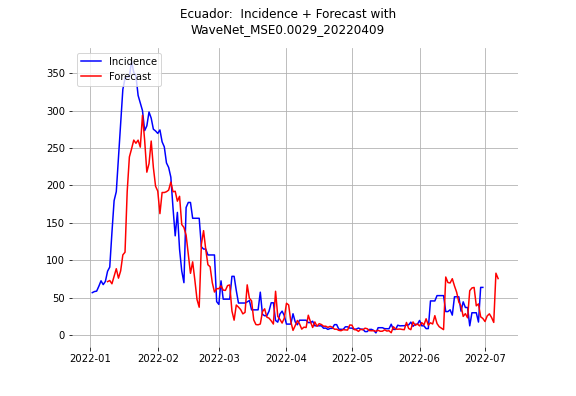 Ecuador:  Incidence + Forecast with
WaveNet_MSE0.0029_20220409
Incidence
Forecast
350
300
250
200
150
100
50
0
2022-01 2022-02 2022-03 2022-04 2022-05 2022-06 2022-07